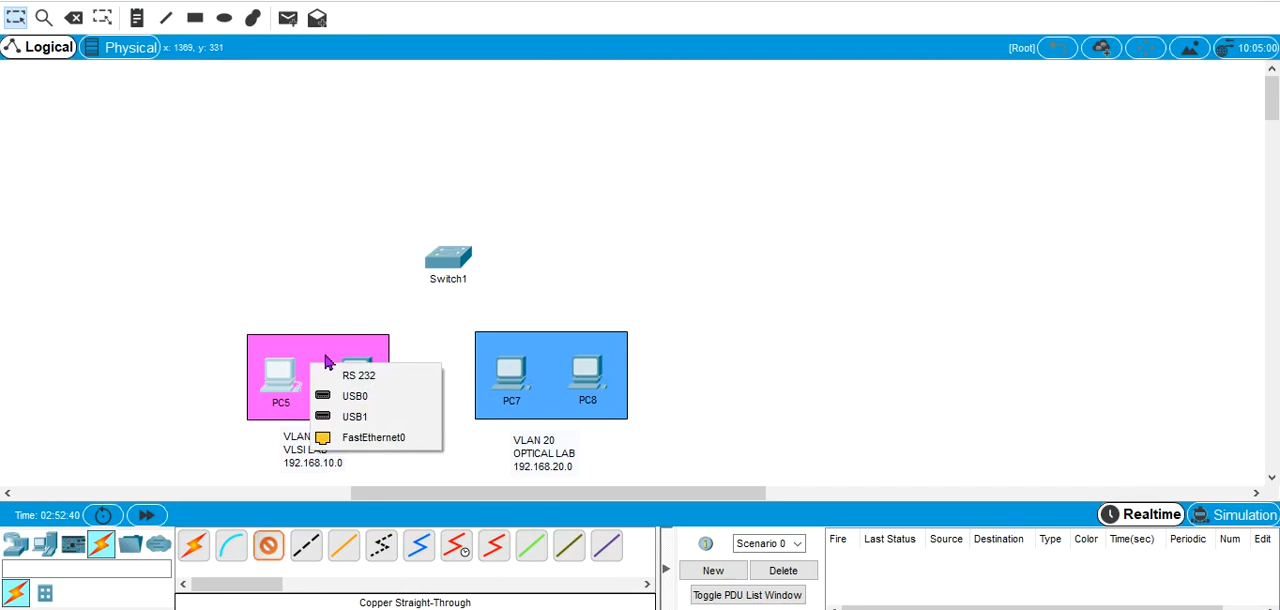 Logical
Physical
x: 1369, y: 331
[Root]
10:05:00
Switch1
PC5
RS 232
USB0
USB1
FastEthernet0
PC7
PC8
VLAN
VLSI LAB
192.168.10.0
VLAN 20
OPTICAL LAB
192.168.20.0
Time: 02:52:40
Realtime
Simulation
Scenario 0
New
Delete
Toggle PDU List Window
Fire Last Status Source Destination Type Color Time(sec) Periodic Num Edit
Copper Straight-Through